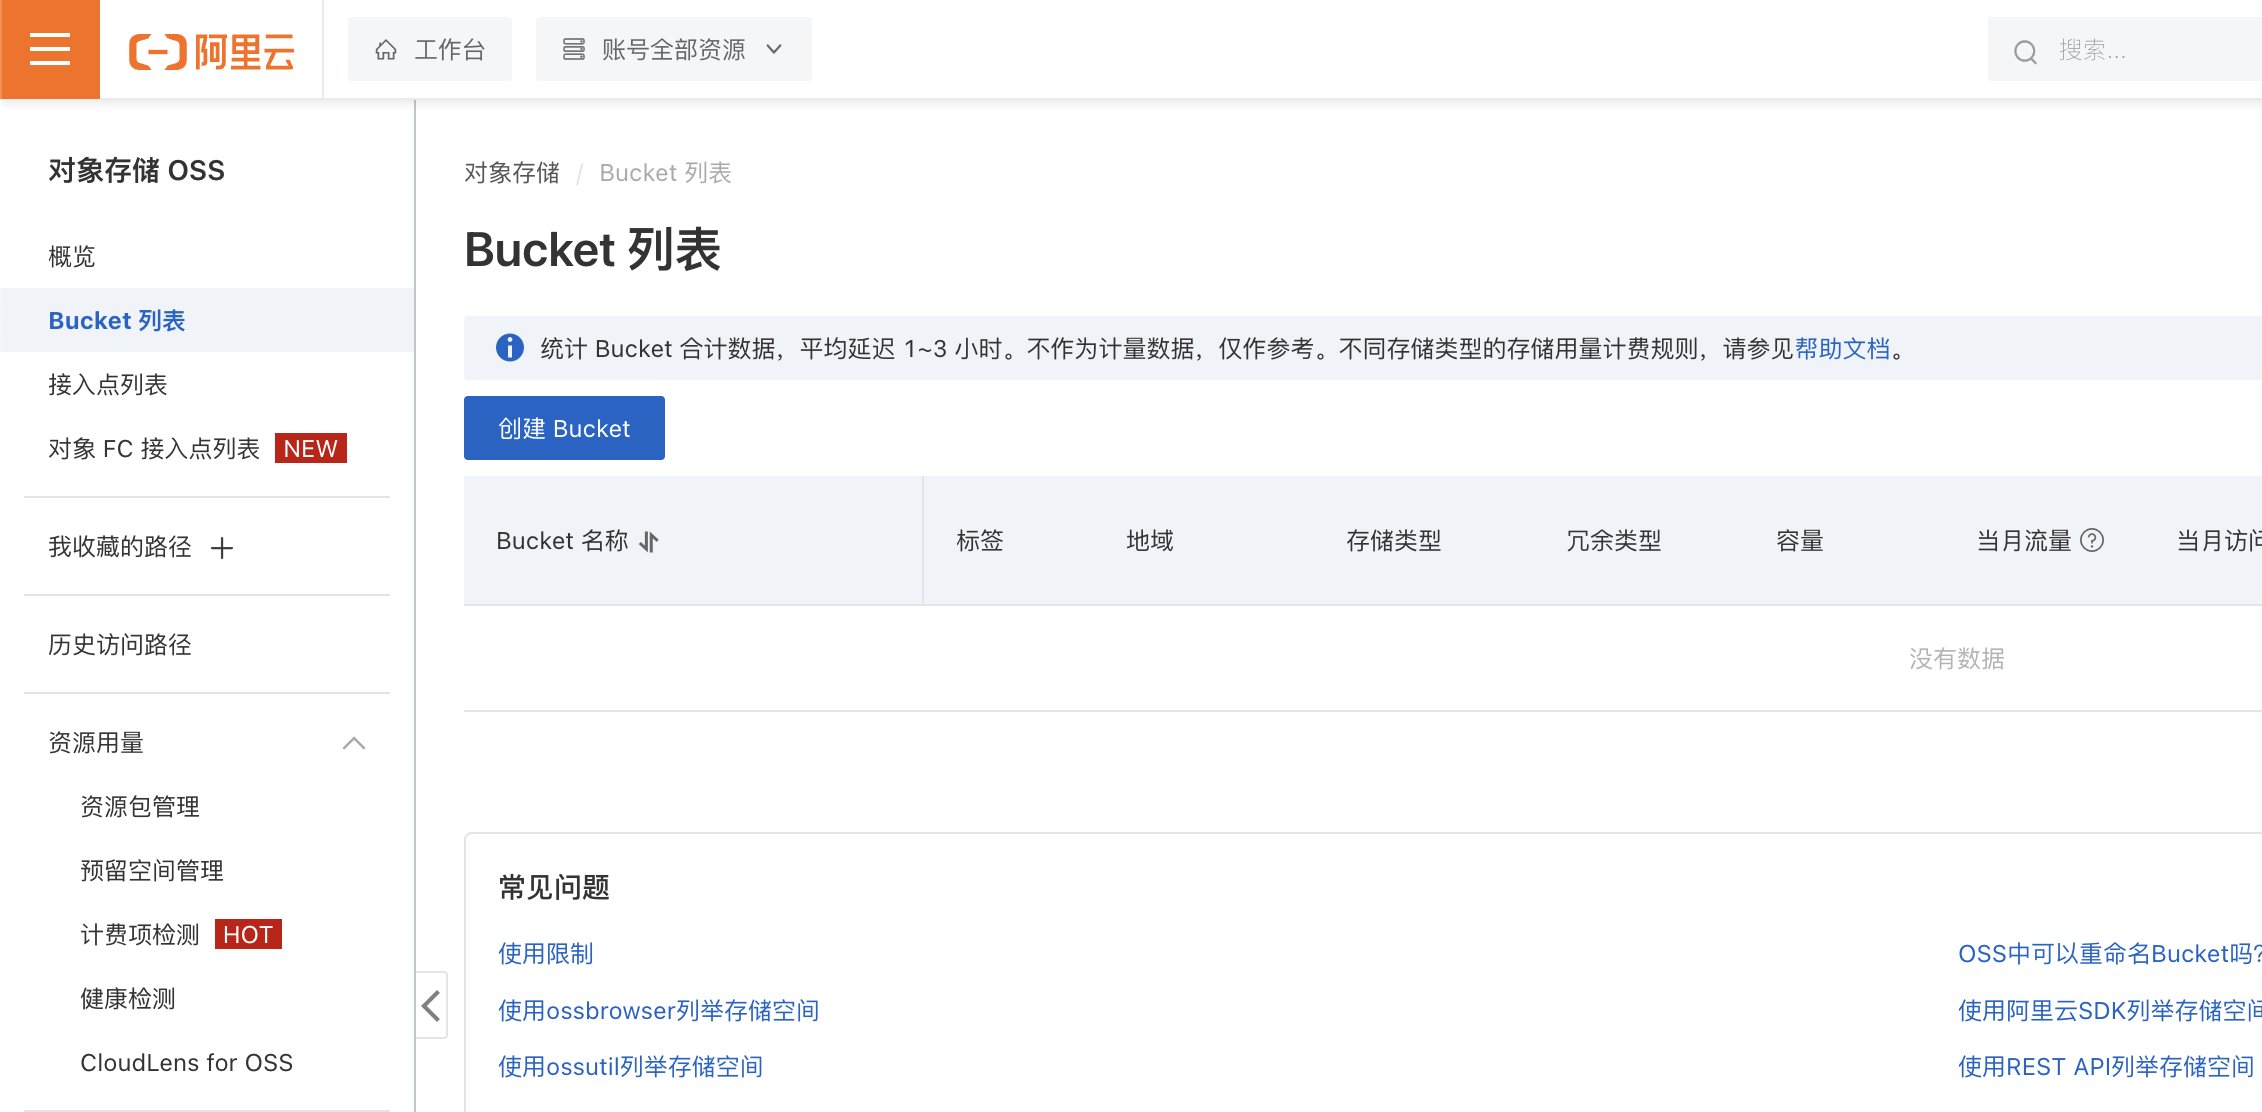 阿里云
工作台
账号全部资源
搜索...
对象存储 OSS
概览
Bucket 列表
接入点列表
对象 FC 接入点列表 NEW
我收藏的路径
历史访问路径
资源用量
资源包管理
预留空间管理
计费项检测 HOT
健康检测
CloudLens for OSS
对象存储 / Bucket 列表
Bucket 列表
统计 Bucket 合计数据，平均延迟 1~3 小时。不作为计量数据，仅作参考。不同存储类型的存储用量计费规则，请参见帮助文档。
创建 Bucket
Bucket 名称 标签 地域 存储类型 冗余类型 容量 当月流量 当月访问
没有数据
常见问题
使用限制
OSS中可以重命名Bucket吗?
使用ossbrowser列举存储空间
使用阿里云SDK列举存储空间
使用ossutil列举存储空间
使用REST API列举存储空间